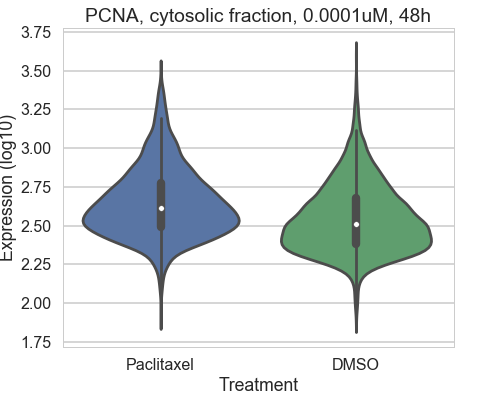 PCNA, cytosolic fraction, 0.0001uM, 48h
3.75
3.50
3.25
3.00
2.75
2.50
2.25
2.00
1.75
Expression (log10)
Paclitaxel DMSO
Treatment